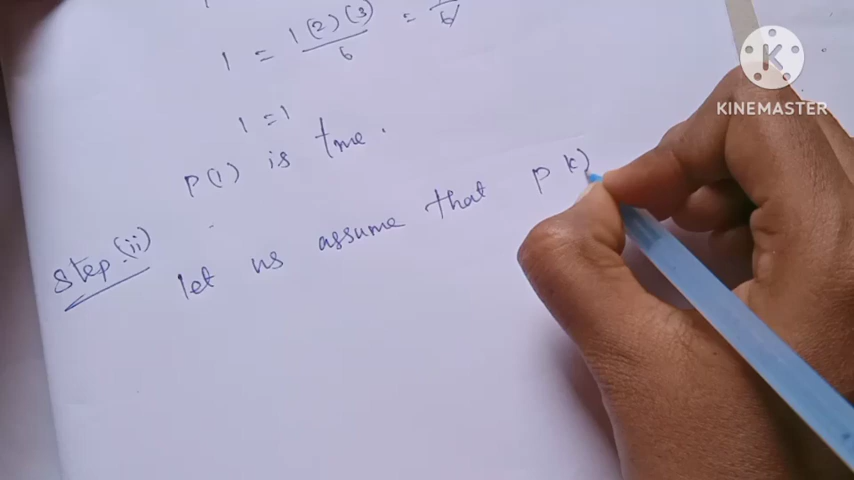 1 = 1(2)(3)/6 =
1 = 1
P(1) is true.
Step (ii) let us assume that P k)
K
KINEMASTER